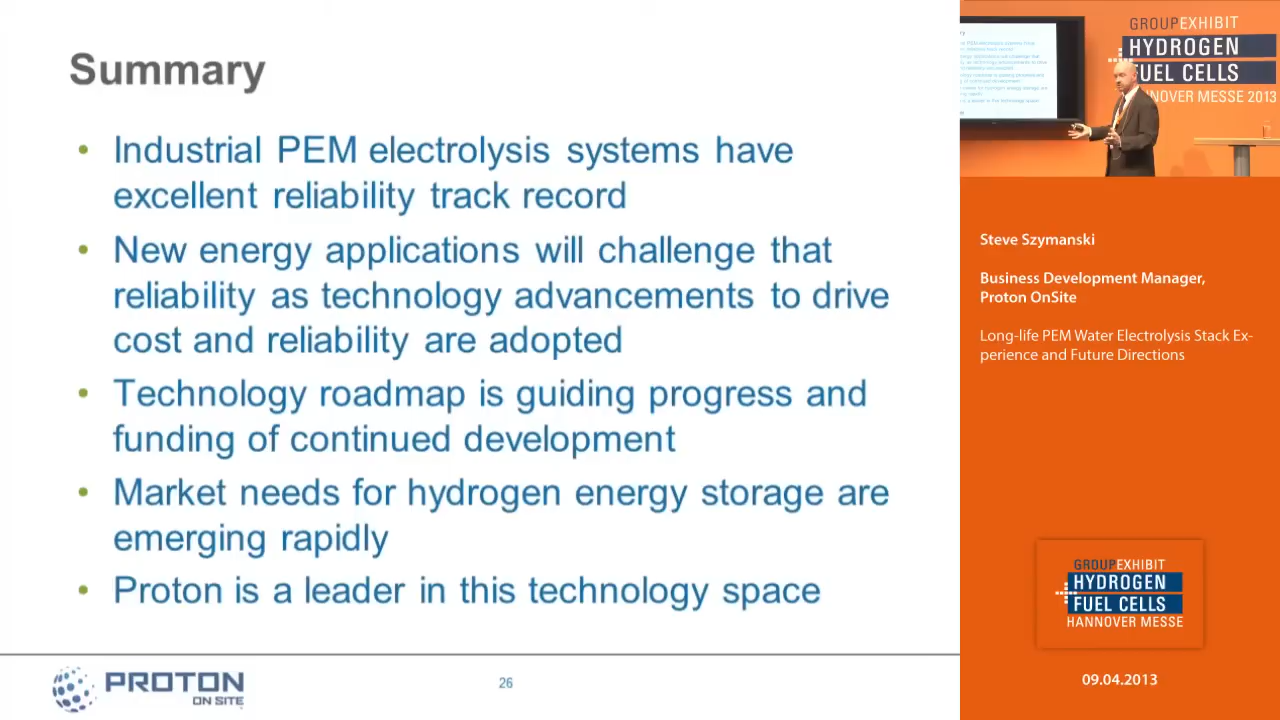 Summary
• Industrial PEM electrolysis systems have
excellent reliability track record
• New energy applications will challenge that
reliability as technology advancements to drive
cost and reliability are adopted
• Technology roadmap is guiding progress and
funding of continued development
• Market needs for hydrogen energy storage are
emerging rapidly
• Proton is a leader in this technology space
PROTON
ON SITE
26
GROUPEXHIBIT
HYDROGEN
FUEL CELLS
HANNOVER MESSE 2013
Steve Szymanski
Business Development Manager,
Proton OnSite
Long-life PEM Water Electrolysis Stack Ex-
perience and Future Directions
GROUPEXHIBIT
HYDROGEN
FUEL CELLS
HANNOVER MESSE
09.04.2013